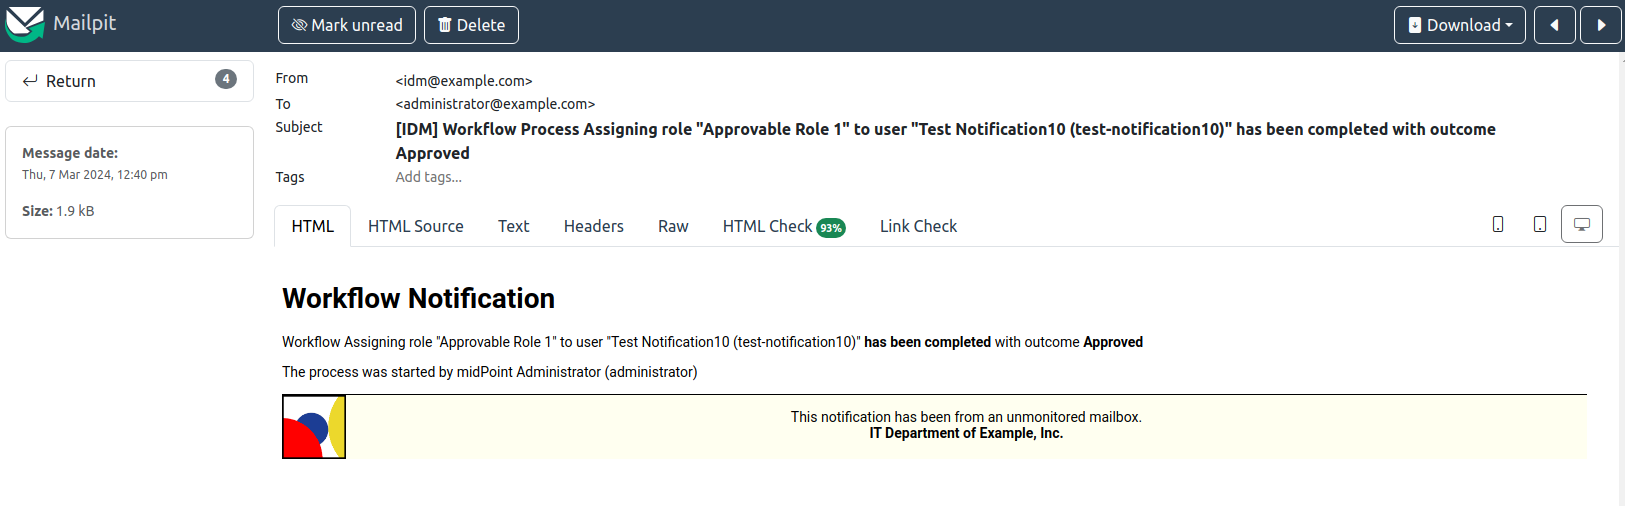 Mailpit
Mark unread
Delete
Download
Return
4
Message date:
Thu, 7 Mar 2024, 12:40 pm
Size: 1.9 kB
From <idm@example.com>
To <administrator@example.com>
Subject [IDM] Workflow Process Assigning role "Approvable Role 1" to user "Test Notification10 (test-notification10)" has been completed with outcome
Approved
Tags Add tags...
HTML HTML Source Text Headers Raw HTML Check 93% Link Check
Workflow Notification
Workflow Assigning role "Approvable Role 1" to user "Test Notification10 (test-notification10)" has been completed with outcome Approved
The process was started by midPoint Administrator (administrator)
This notification has been from an unmonitored mailbox.
IT Department of Example, Inc.